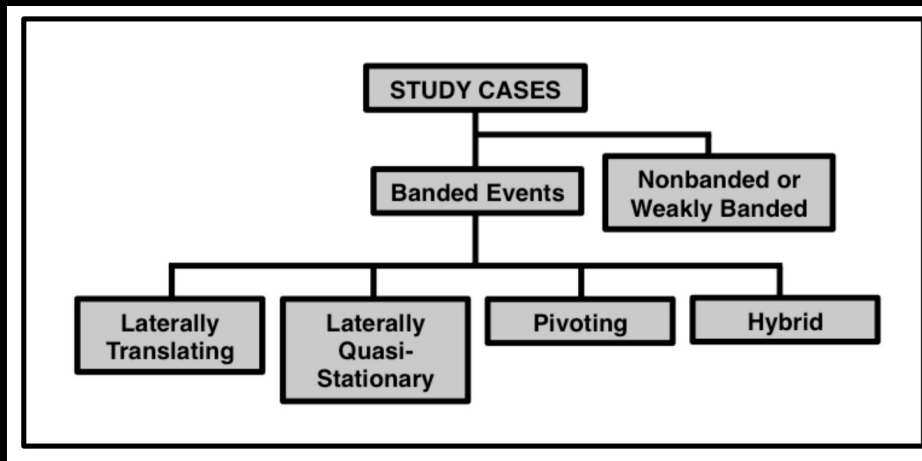 STUDY CASES
Banded Events
Nonbanded or
Weakly Banded
Laterally
Translating
Laterally
Quasi-
Stationary
Pivoting
Hybrid